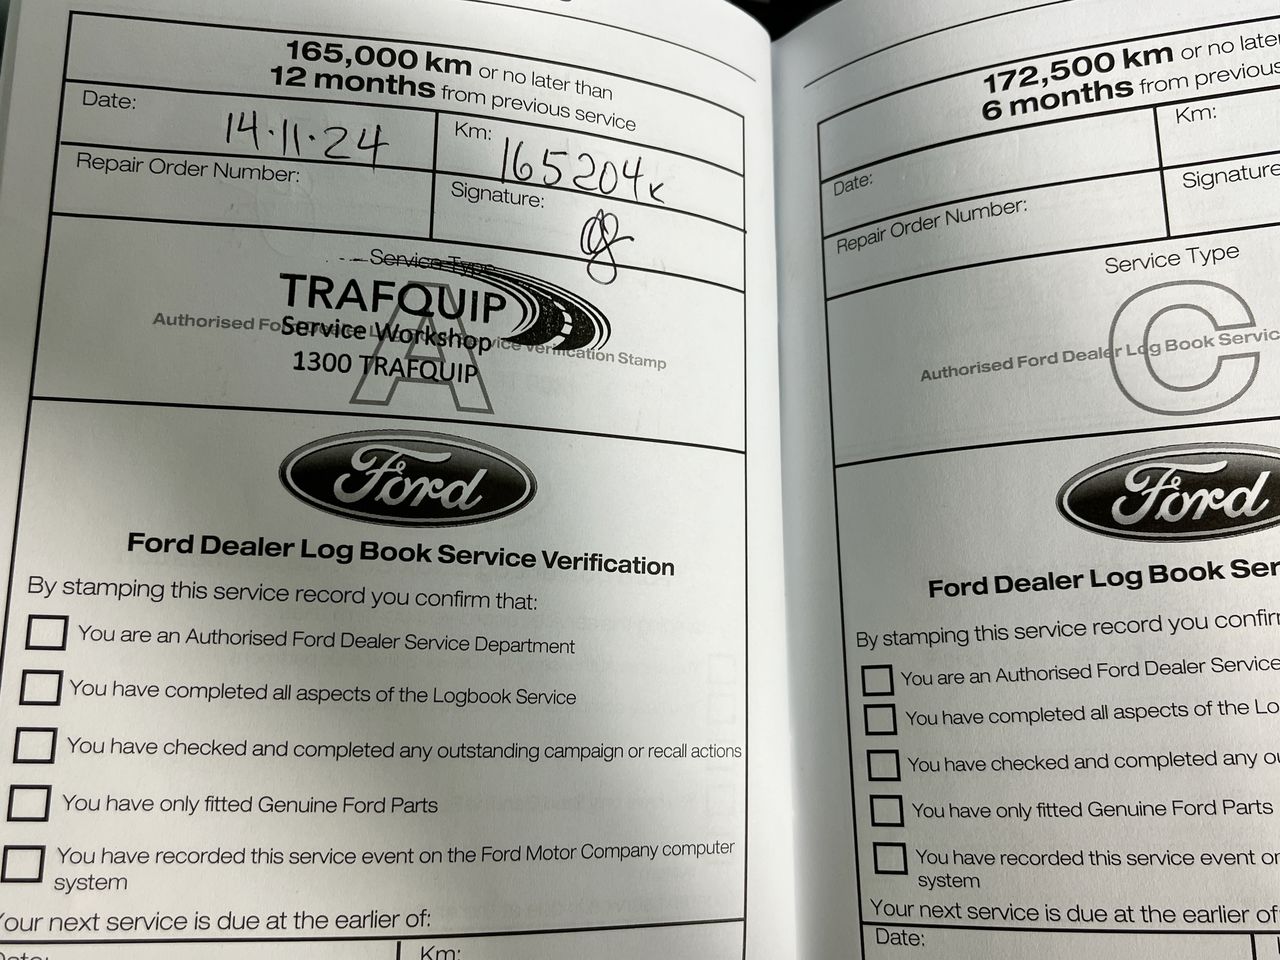 165,000 km or no later than
12 months from previous service
Date: 14.11.24
Km: 165204k
Repair Order Number:
Signature:
Service Type
A
Authorised Fo
TRAFQUIP
Service Workshop
vice Verification Stamp
1300 TRAFQUIP
Ford
Ford Dealer Log Book Service Verification
By stamping this service record you confirm that:
You are an Authorised Ford Dealer Service Department
You have completed all aspects of the Logbook Service
You have checked and completed any outstanding campaign or recall actions
You have only fitted Genuine Ford Parts
You have recorded this service event on the Ford Motor Company computer
system
Your next service is due at the earlier of:
Date:
Km:
172,500 km or no later
6 months from previous
Date:
Km:
Repair Order Number:
Signature
Service Type
C
Authorised Ford Dealer Log Book Servic
Ford
Ford Dealer Log Book Ser
By stamping this service record you confir
You are an Authorised Ford Dealer Service
You have completed all aspects of the Lo
You have checked and completed any ou
You have only fitted Genuine Ford Parts
You have recorded this service event or
system
Your next service is due at the earlier of
Date: